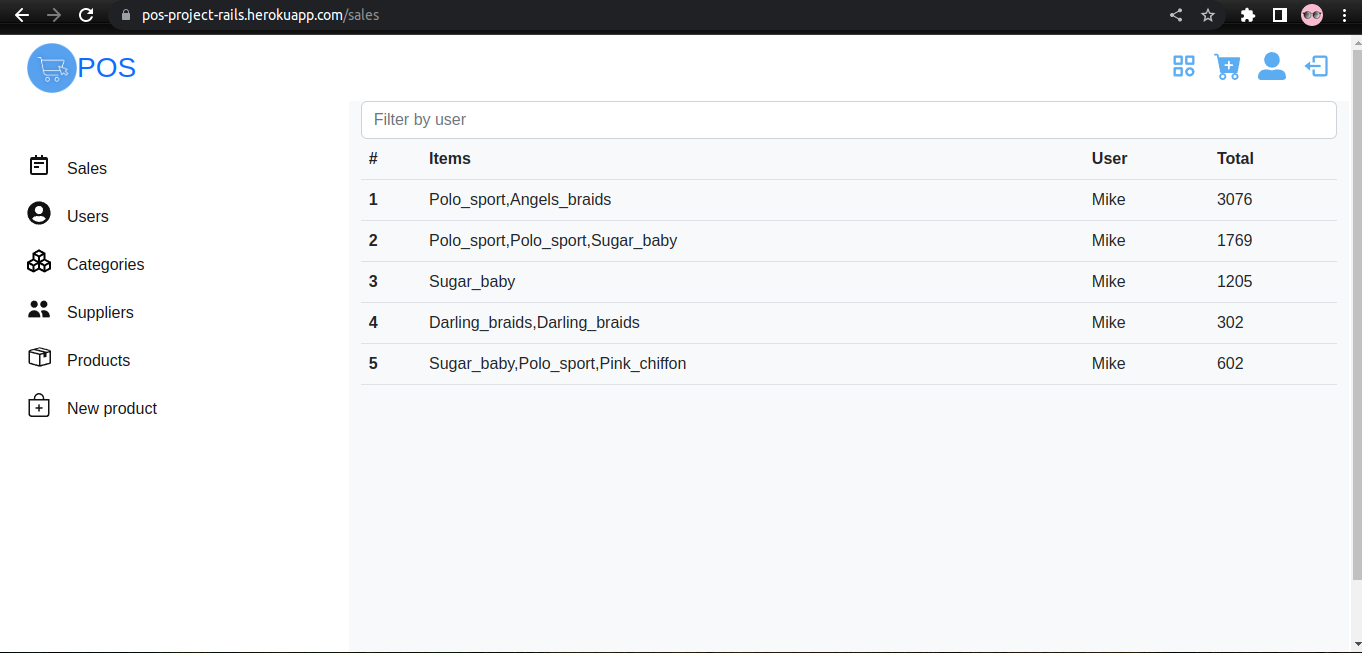 pos-project-rails.herokuapp.com/sales
POS
Sales
Users
Categories
Suppliers
Products
New product
Filter by user
# Items User Total
1 Polo_sport,Angels_braids Mike 3076
2 Polo_sport,Polo_sport,Sugar_baby Mike 1769
3 Sugar_baby Mike 1205
4 Darling_braids,Darling_braids Mike 302
5 Sugar_baby,Polo_sport,Pink_chiffon Mike 602